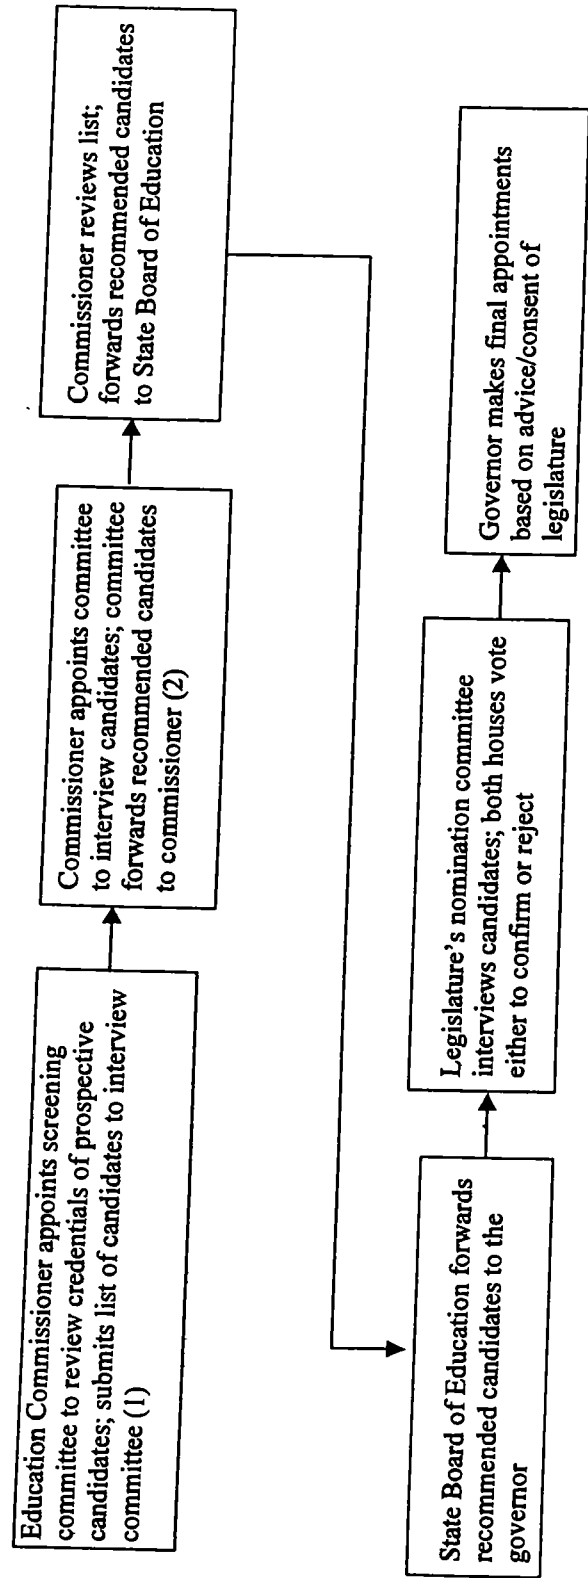 Education Commissioner appoints screening
committee to review credentials of prospective
candidates; submits list of candidates to interview
committee (1)
Commissioner appoints committee
to interview candidates; committee
forwards recommended candidates
to commissioner (2)
Commissioner reviews list;
forwards recommended candidates
to State Board of Education
State Board of Education forwards
recommended candidates to the
governor
Legislature's nomination committee
interviews candidates; both houses vote
either to confirm or reject
Governor makes final appointments
based on advice/consent of
legislature